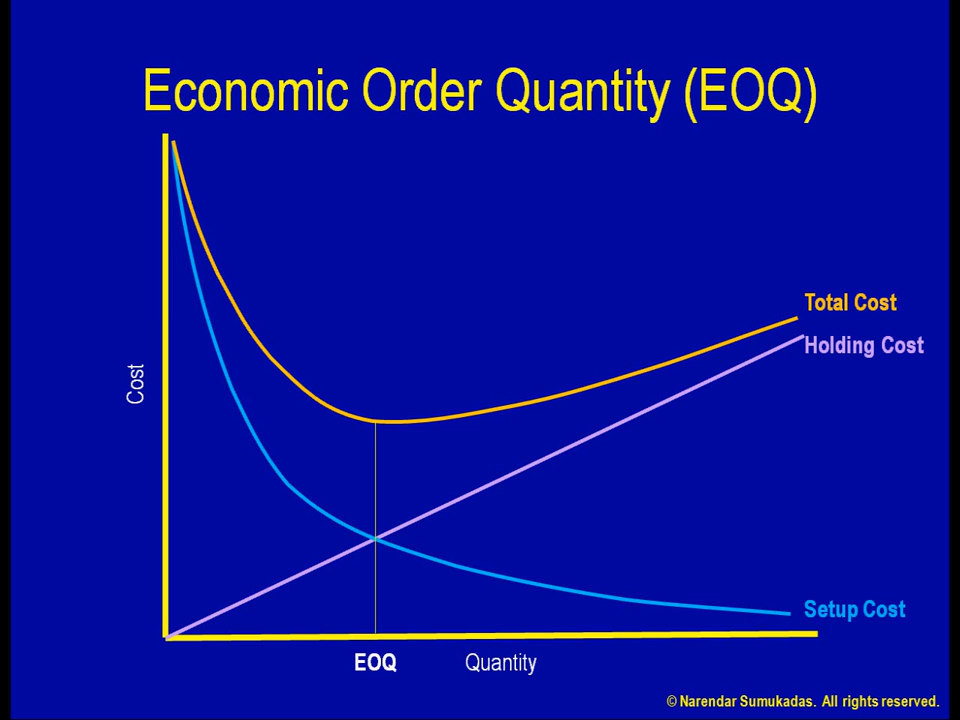 Economic Order Quantity (EOQ)
Total Cost
Holding Cost
Cost
Setup Cost
EOQ
Quantity
© Narendar Sumukadas. All rights reserved.